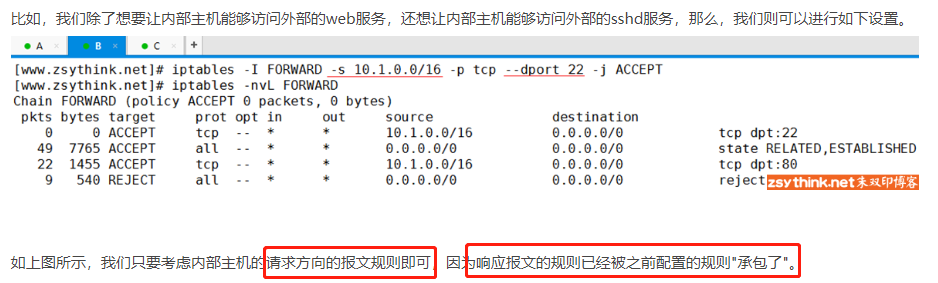 比如，我们除了想要让内部主机能够访问外部的web服务，还想让内部主机能够访问外部的sshd服务，那么，我们则可以进行如下设置。
A × B × C × +
[www.zsythink.net]# iptables -I FORWARD -s 10.1.0.0/16 -p tcp --dport 22 -j ACCEPT
[www.zsythink.net]# iptables -nvL FORWARD
Chain FORWARD (policy ACCEPT 0 packets, 0 bytes)
pkts bytes target prot opt in out source destination
0 0 ACCEPT tcp -- * * 10.1.0.0/16 0.0.0.0/0 tcp dpt:22
49 7765 ACCEPT all -- * * 0.0.0.0/0 0.0.0.0/0 state RELATED,ESTABLISHED
22 1455 ACCEPT tcp -- * * 10.1.0.0/16 0.0.0.0/0 tcp dpt:80
9 540 REJECT all -- * * 0.0.0.0/0 0.0.0.0/0 reject zsythink.net朱双印博客
如上图所示，我们只要考虑内部主机的请求方向的报文规则即可，因为响应报文的规则已经被之前配置的规则"承包了"。